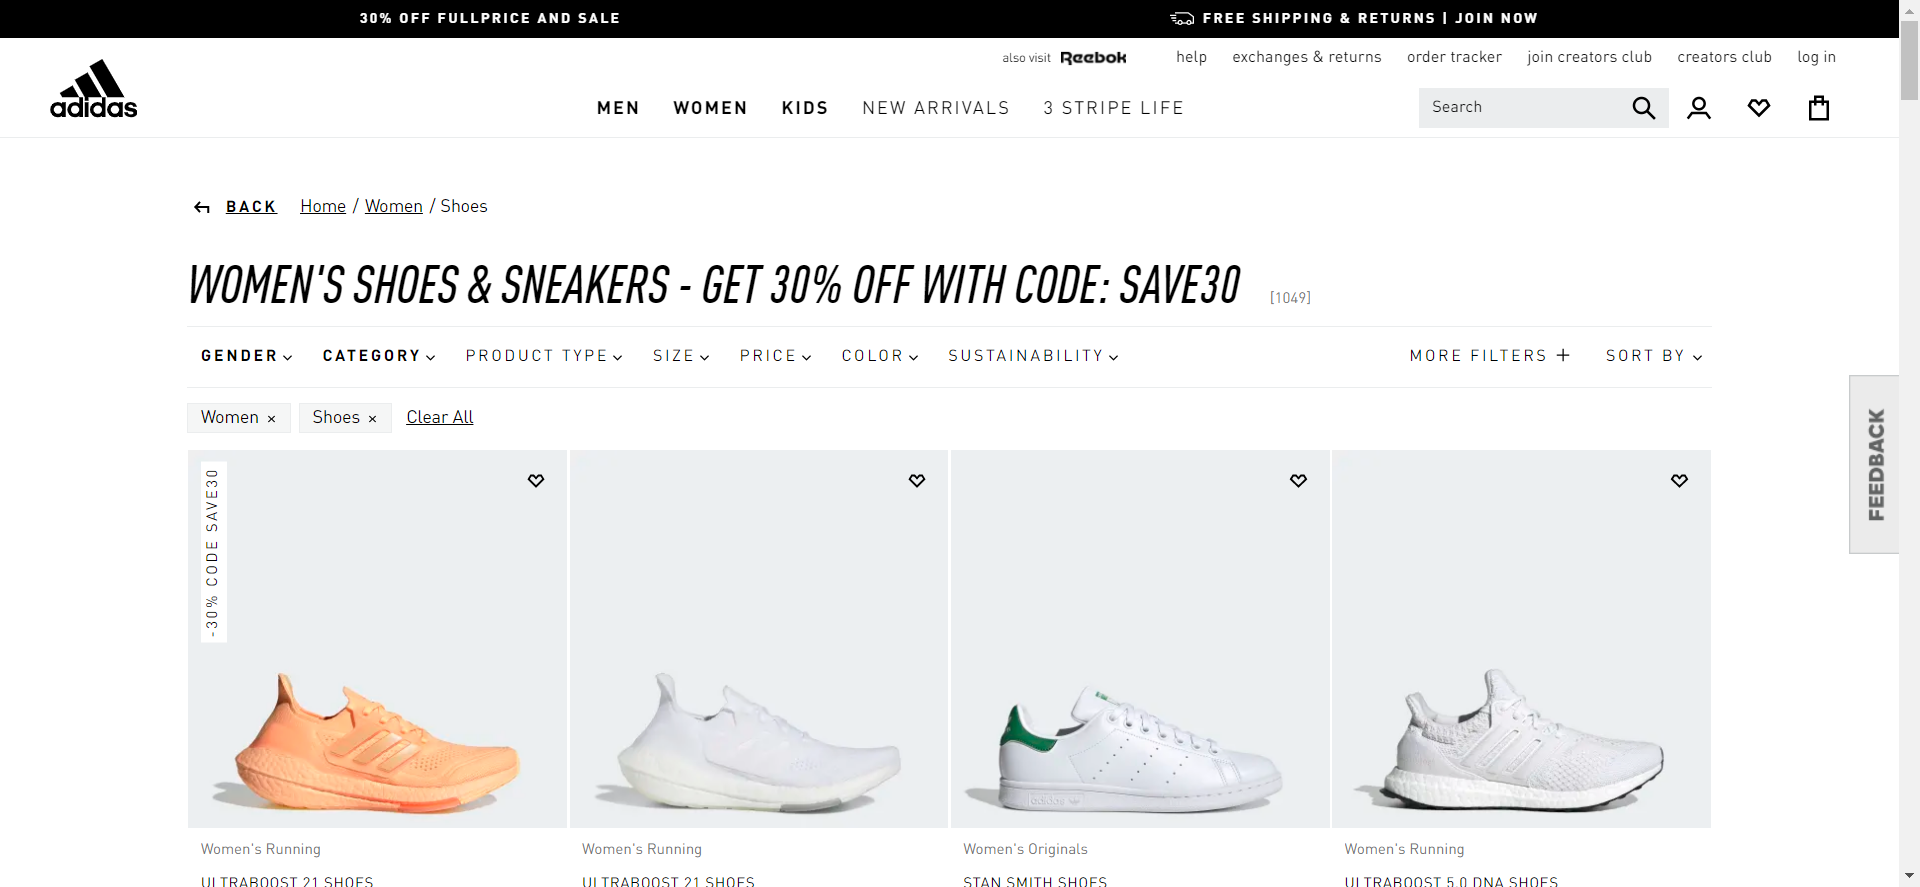 30% OFF FULLPRICE AND SALE
FREE SHIPPING & RETURNS | JOIN NOW
also visit Reebok help exchanges & returns order tracker join creators club creators club log in
adidas
MEN WOMEN KIDS NEW ARRIVALS 3 STRIPE LIFE
Search
BACK Home / Women / Shoes
WOMEN'S SHOES & SNEAKERS - GET 30% OFF WITH CODE: SAVE30 [1049]
GENDER CATEGORY PRODUCT TYPE SIZE PRICE COLOR SUSTAINABILITY MORE FILTERS + SORT BY
Women × Shoes × Clear All
FEEDBACK
-30% CODE SAVE30
adidas
Women's Running
ULTRABOOST 21 SHOES
Women's Running
ULTRABOOST 21 SHOES
Women's Originals
STAN SMITH SHOES
Women's Running
ULTRABOOST 5.0 DNA SHOES